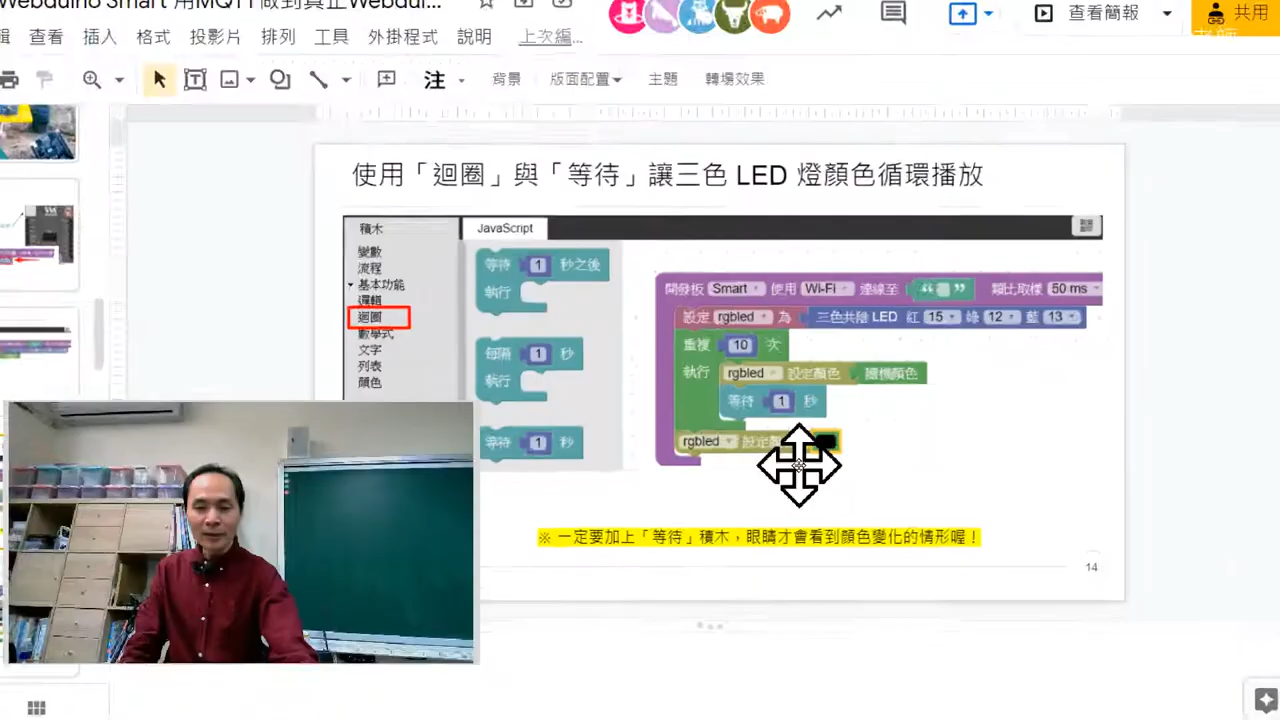 Webduino Smart 用MQTT做到真正Webdui...
查看 插入 格式 投影片 排列 工具 外掛程式 說明 上次編...
查看簡報
共用
老師
注 背景 版面配置 主題 轉場效果
使用「迴圈」與「等待」讓三色 LED 燈顏色循環播放
積木
JavaScript
變數
流程
基本功能
邏輯
迴圈
數學式
文字
列表
顏色
等待 1 秒之後
執行
每隔 1 秒
執行
等待 1 秒
開發板 Smart 使用 Wi-Fi 連線至 類比取樣 50 ms
設定 rgbled 為 三色共陰 LED 紅 15 綠 12 藍 13
重複 10 次
執行 rgbled 設定顏色 隨機顏色
等待 1 秒
rgbled 設定
※ 一定要加上「等待」積木，眼睛才會看到顏色變化的情形喔！
14